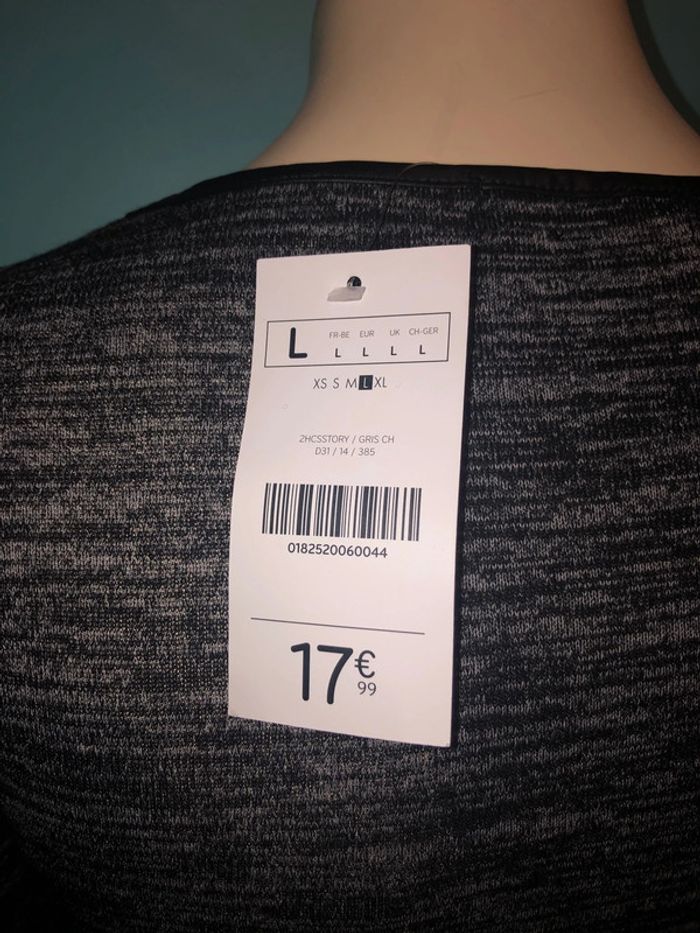 L FR-BE EUR UK CH-GER
L L L L
XS S M L XL
2HCSSTORY / GRIS CH
D31 / 14 / 385
0182520060044
17€99